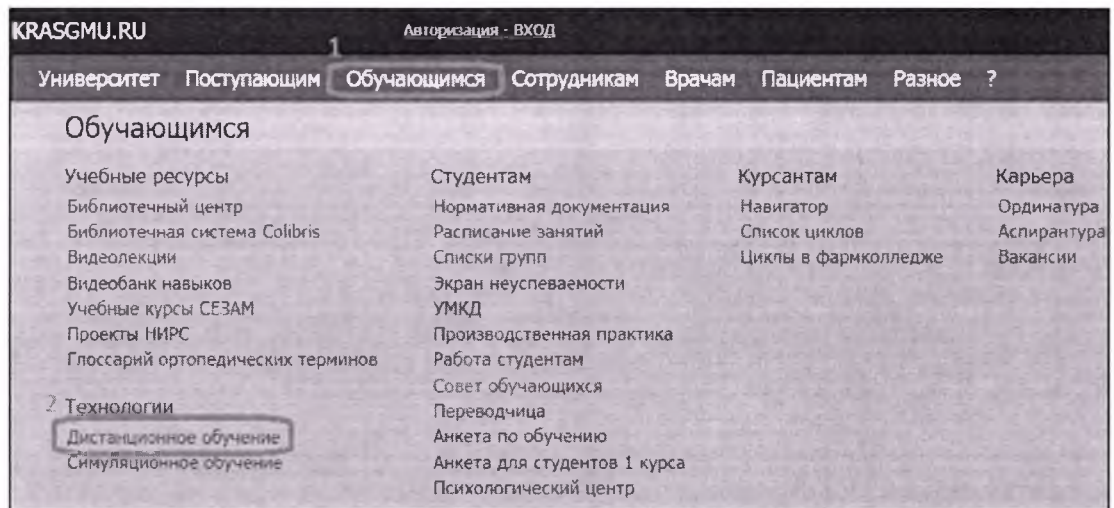 KRASGMU.RU
Авторизация - ВХОД
1
Университет Поступающим Обучающимся Сотрудникам Врачам Пациентам Разное ?
Обучающимся
Учебные ресурсы
Библиотечный центр
Библиотечная система Colibris
Видеолекции
Видеобанк навыков
Учебные курсы СЕЗАМ
Проекты НИРС
Глоссарий ортопедических терминов
2 Технологии
Дистанционное обучение
Симуляционное обучение
Студентам
Нормативная документация
Расписание занятий
Списки групп
Экран неуспеваемости
УМКД
Производственная практика
Работа студентам
Совет обучающихся
Переводчица
Анкета по обучению
Анкета для студентов 1 курса
Психологический центр
Курсантам
Навигатор
Список циклов
Циклы в фармколледже
Карьера
Ординатура
Аспирантура
Вакансии